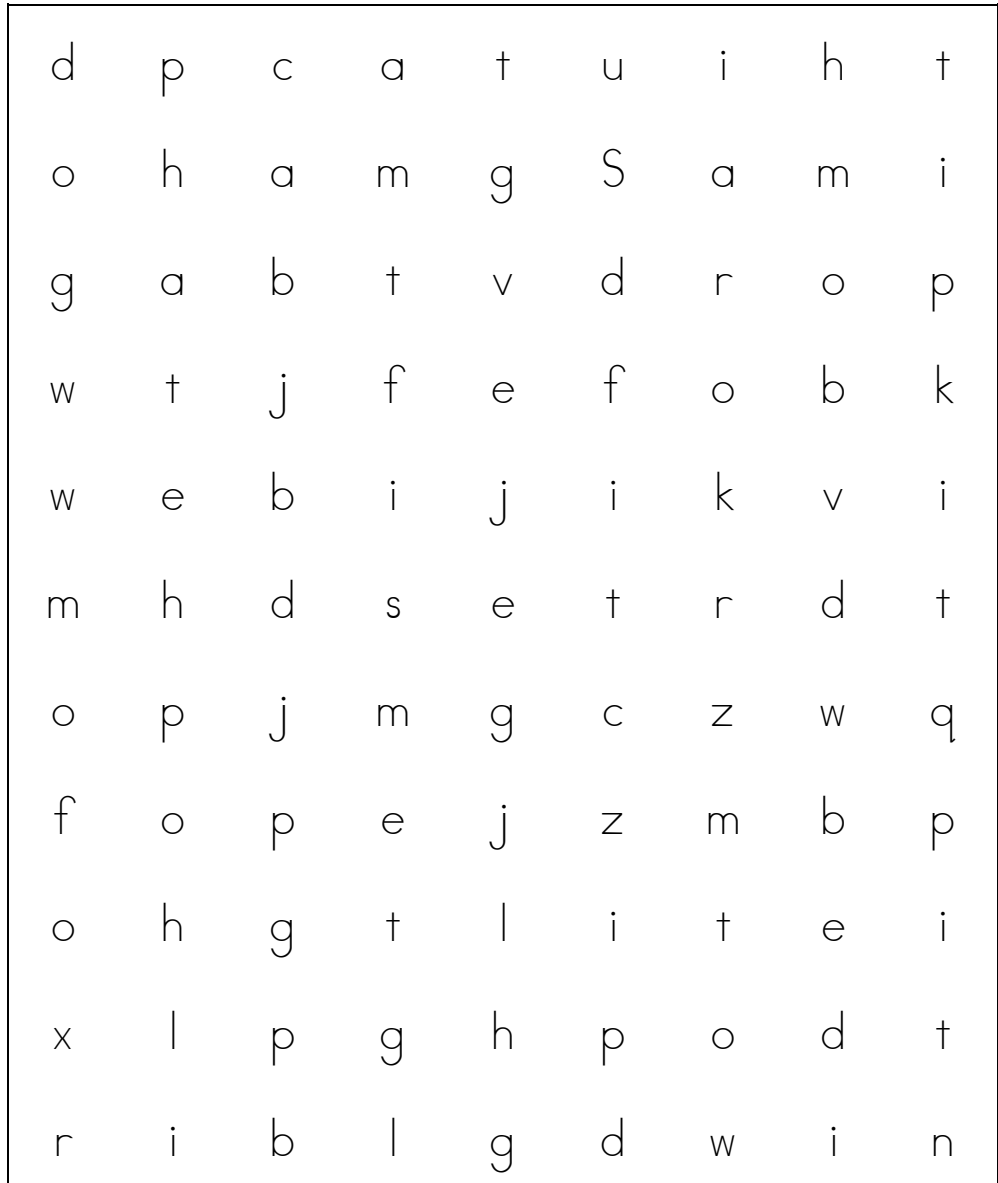 d p c a t u i h t
o h a m g S a m i
g a b t v d r o p
w t j f e f o b k
w e b i j i k v i
m h d s e t r d t
o p j m g c z w q
f o p e j z m b p
o h g t l i t e i
x l p g h p o d t
r i b l g d w i n